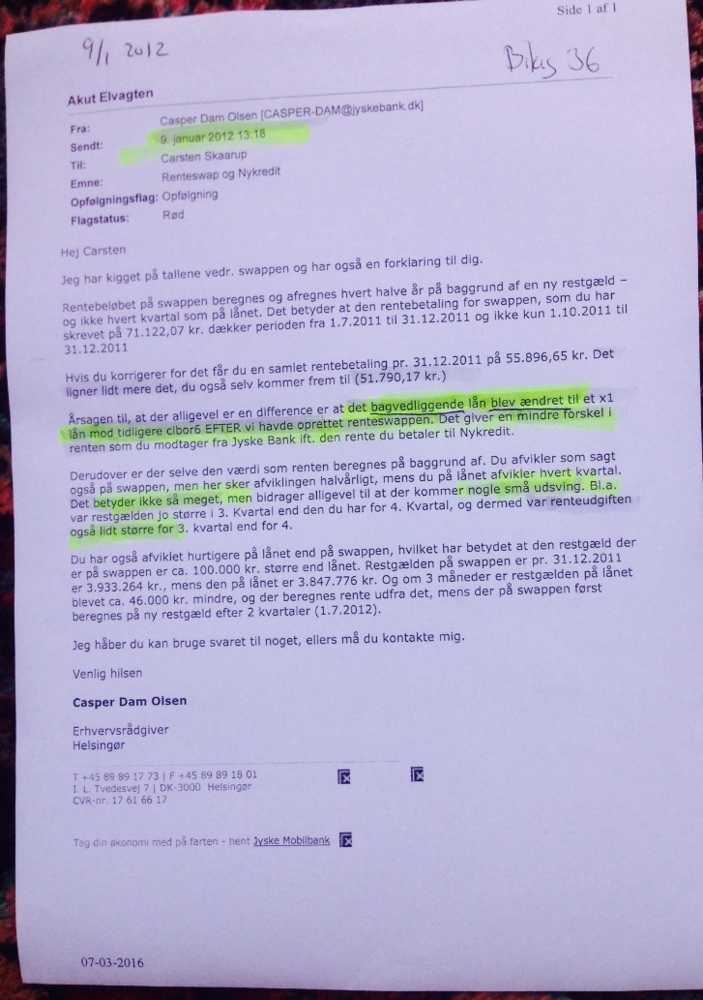 Side 1 af 1
9/1 2012
Bilag 36
Akut Elvagten
Fra: Casper Dam Olsen [CASPER-DAM@jyskebank.dk]
Sendt: 9. januar 2012 13:18
Til: Carsten Skaarup
Emne: Renteswap og Nykredit
Opfølgningsflag: Opfølgning
Flagstatus: Rød
Hej Carsten
Jeg har kigget på tallene vedr. swappen og har også en forklaring til dig.
Rentebeløbet på swappen beregnes og afregnes hvert halve år på baggrund af en ny restgæld –
og ikke hvert kvartal som på lånet. Det betyder at den rentebetaling for swappen, som du har
skrevet på 71.122,07 kr. dækker perioden fra 1.7.2011 til 31.12.2011 og ikke kun 1.10.2011 til
31.12.2011
Hvis du korrigerer for det får du en samlet rentebetaling pr. 31.12.2011 på 55.896,65 kr. Det
ligner lidt mere det, du også selv kommer frem til (51.790,17 kr.)
Årsagen til, at der alligevel er en difference er at det bagvedliggende lån blev ændret til et x1
lån mod tidligere cibor6 EFTER vi havde oprettet renteswappen. Det giver en mindre forskel i
renten som du modtager fra Jyske Bank ift. den rente du betaler til Nykredit.
Derudover er der selve den værdi som renten beregnes på baggrund af. Du afvikler som sagt
også på swappen, men her sker afviklingen halvårligt, mens du på lånet afvikler hvert kvartal.
Det betyder ikke så meget, men bidrager alligevel til at der kommer nogle små udsving. Bl.a.
var restgælden jo større i 3. Kvartal end den du har for 4. Kvartal, og dermed var renteudgiften
også lidt større for 3. kvartal end for 4.
Du har også afviklet hurtigere på lånet end på swappen, hvilket har betydet at den restgæld der
er på swappen er ca. 100.000 kr. større end lånet. Restgælden på swappen er pr. 31.12.2011
er 3.933.264 kr., mens den på lånet er 3.847.776 kr. Og om 3 måneder er restgælden på lånet
blevet ca. 46.000 kr. mindre, og der beregnes rente udfra det, mens der på swappen først
beregnes på ny restgæld efter 2 kvartaler (1.7.2012).
Jeg håber du kan bruge svaret til noget, ellers må du kontakte mig.
Venlig hilsen
Casper Dam Olsen
Erhvervsrådgiver
Helsingør
T +45 89 89 17 73 | F +45 89 89 18 01
I. L. Tvedesvej 7 | DK-3000 Helsingør
CVR-nr. 17 61 66 17
Tag din økonomi med på farten - hent Jyske Mobilbank
07-03-2016